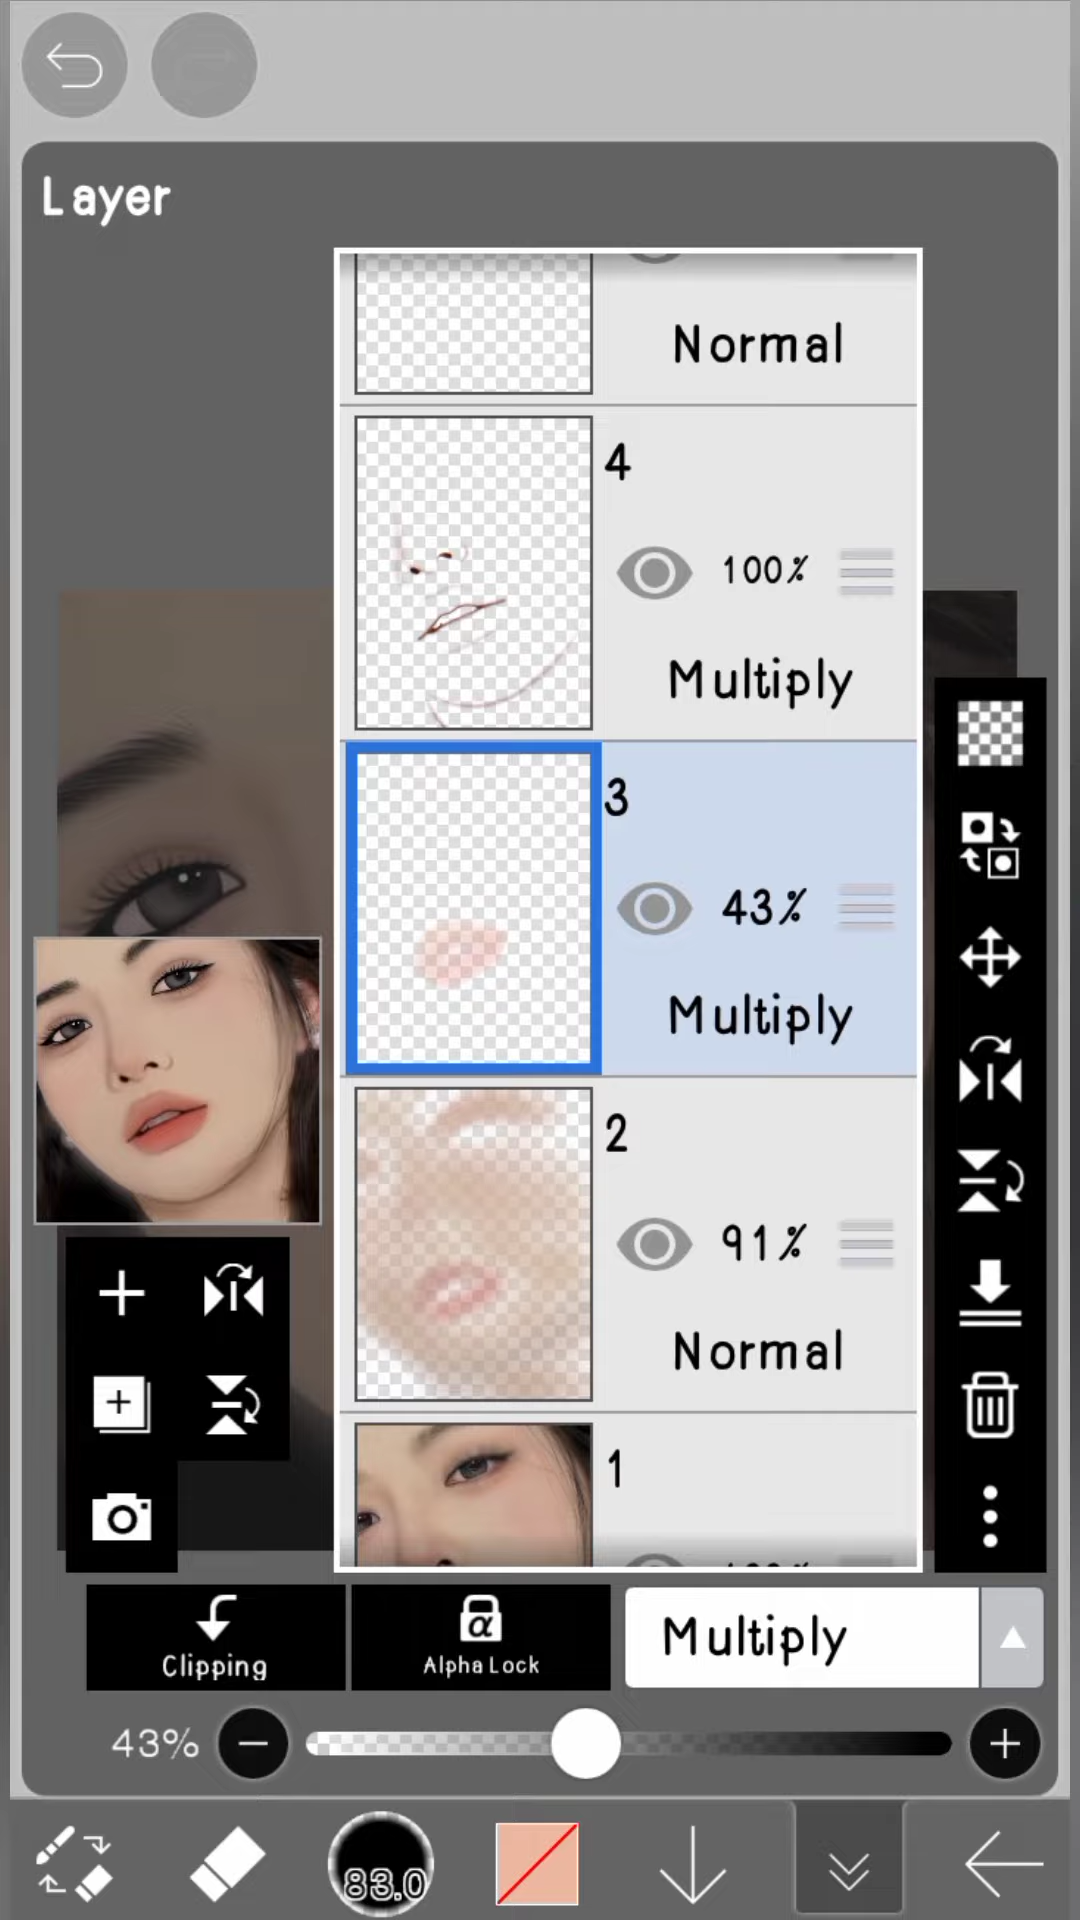 Layer
Normal
4
100%
Multiply
3
43%
Multiply
2
91%
Normal
1
Clipping
Alpha Lock
Multiply
43%
83.0